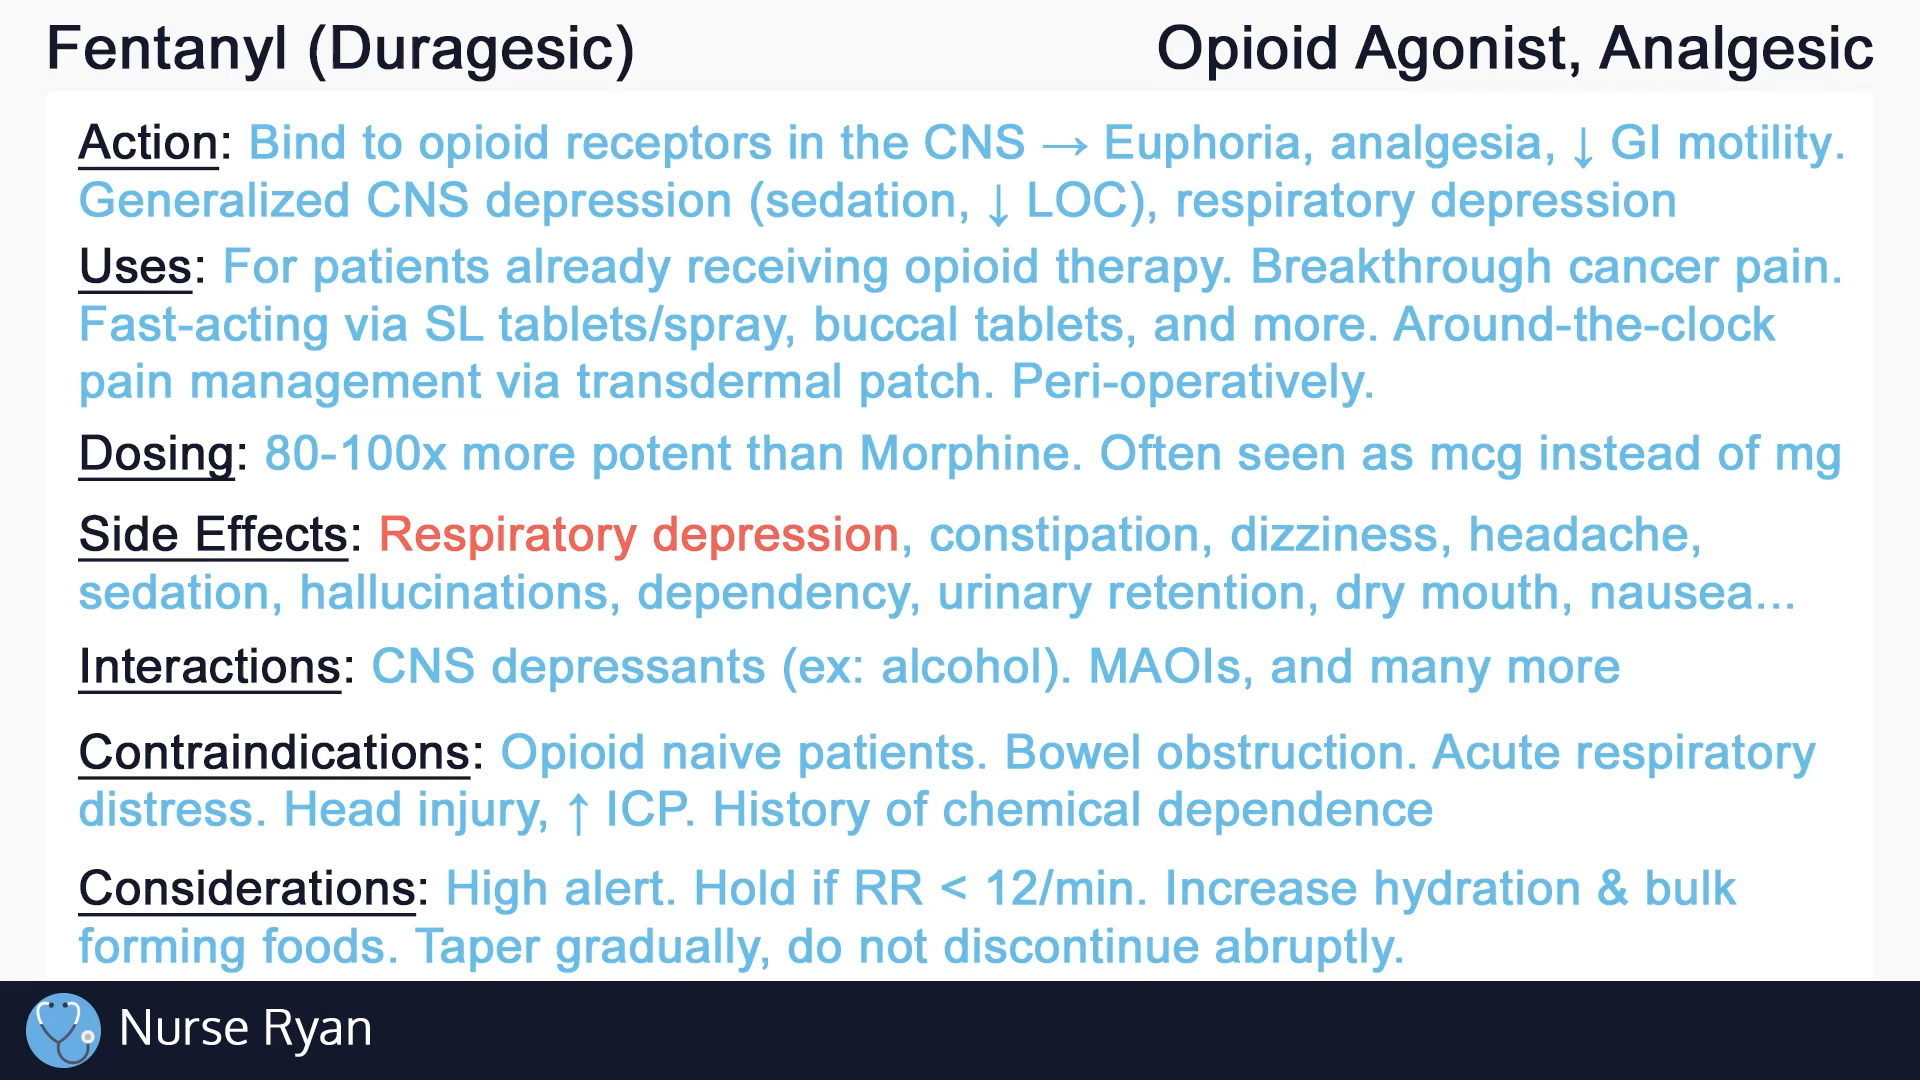 Fentanyl (Duragesic)
Opioid Agonist, Analgesic
Action: Bind to opioid receptors in the CNS → Euphoria, analgesia, ↓ GI motility.
Generalized CNS depression (sedation, ↓ LOC), respiratory depression
Uses: For patients already receiving opioid therapy. Breakthrough cancer pain.
Fast-acting via SL tablets/spray, buccal tablets, and more. Around-the-clock
pain management via transdermal patch. Peri-operatively.
Dosing: 80-100x more potent than Morphine. Often seen as mcg instead of mg
Side Effects: Respiratory depression, constipation, dizziness, headache,
sedation, hallucinations, dependency, urinary retention, dry mouth, nausea...
Interactions: CNS depressants (ex: alcohol). MAOIs, and many more
Contraindications: Opioid naive patients. Bowel obstruction. Acute respiratory
distress. Head injury, ↑ ICP. History of chemical dependence
Considerations: High alert. Hold if RR < 12/min. Increase hydration & bulk
forming foods. Taper gradually, do not discontinue abruptly.
Nurse Ryan